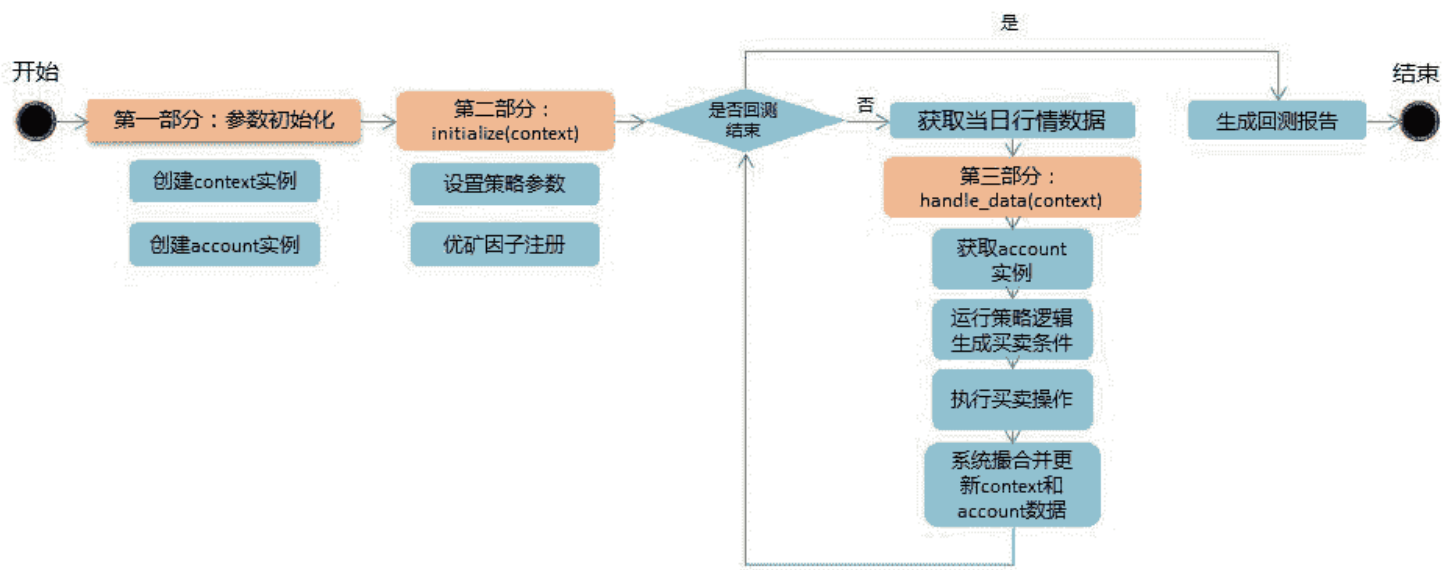 开始
第一部分：参数初始化
创建context实例
创建account实例
第二部分：
initialize(context)
设置策略参数
优矿因子注册
是否回测
结束
否
获取当日行情数据
第三部分：
handle_data(context)
获取account
实例
运行策略逻辑
生成买卖条件
执行买卖操作
系统撮合并更
新context和
account数据
是
生成回测报告
结束